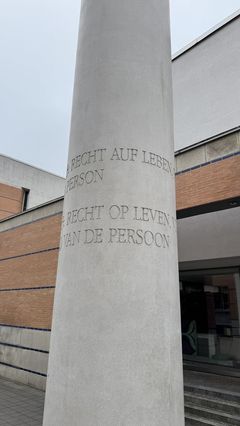 RECHT AUF LEBEN
PERSON
RECHT OP LEVEN
VAN DE PERSOON